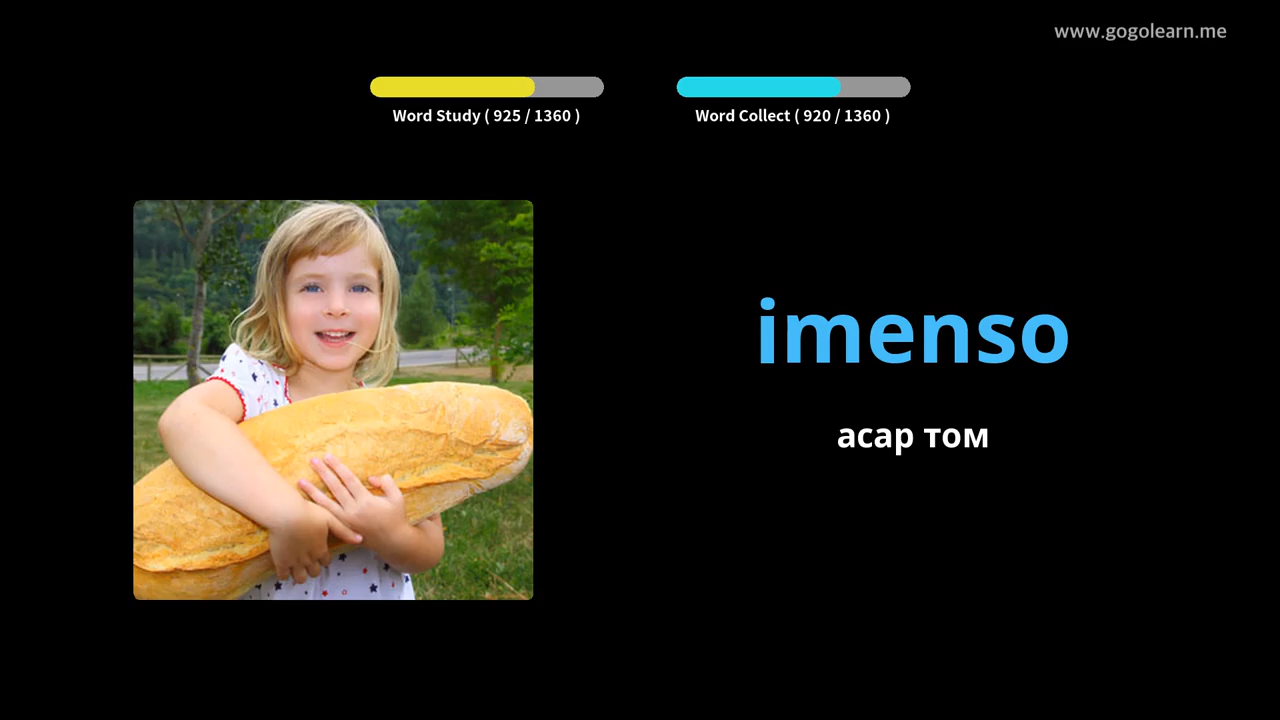 www.gogolearn.me
Word Study ( 925 / 1360 )
Word Collect ( 920 / 1360 )
imenso
асар том